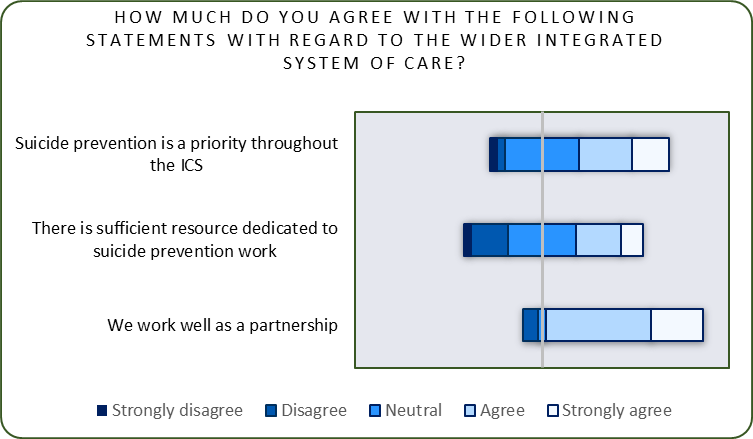 HOW MUCH DO YOU AGREE WITH THE FOLLOWING
STATEMENTS WITH REGARD TO THE WIDER INTEGRATED
SYSTEM OF CARE?
Suicide prevention is a priority throughout
the ICS
There is sufficient resource dedicated to
suicide prevention work
We work well as a partnership
Strongly disagree Disagree Neutral Agree Strongly agree